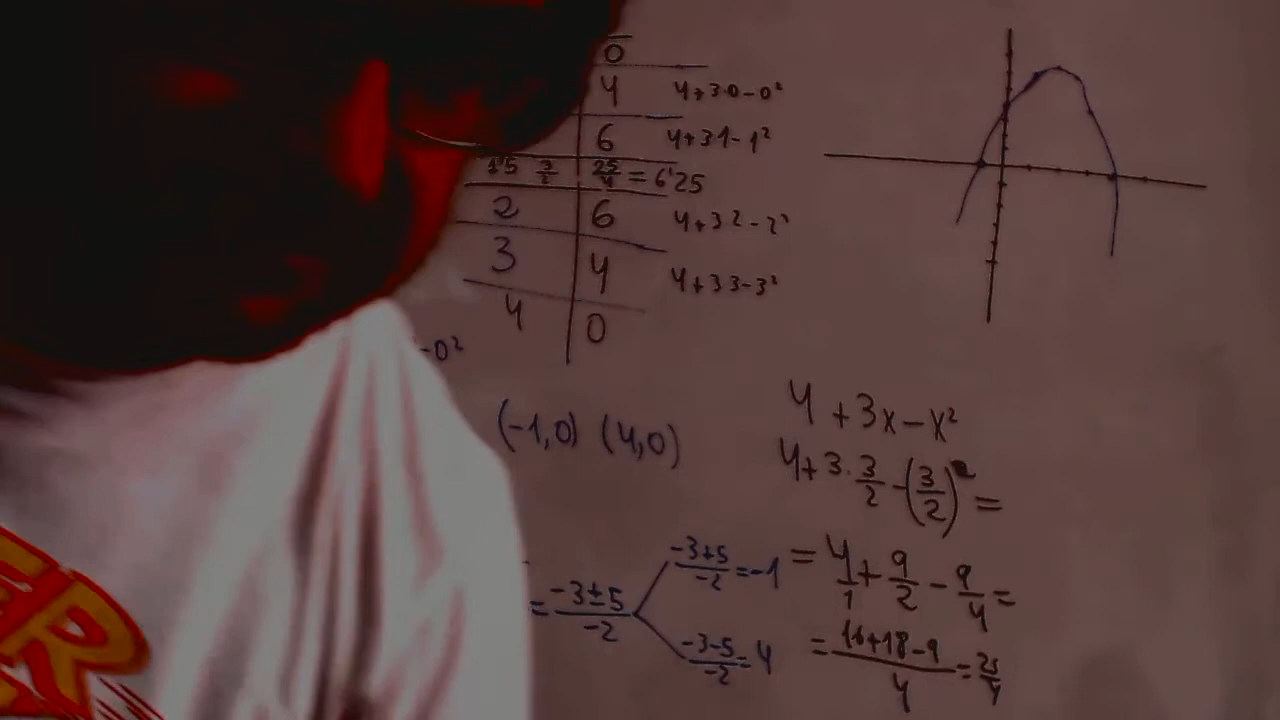 0
4 4+3·0-0²
6 4+3·1-1²
1'5 3/2 25/4 = 6'25
2 6 4+3·2-2²
3 4 4+3·3-3²
4 0
-0²
(-1,0) (4,0)
4+3x-x²
4+3·3/2-(3/2)²=
= -3±5/-2
-3+5/-2=-1
-3-5/-2=4
=4/1+9/2-9/4=
=16+18-9/4=25/4
ER